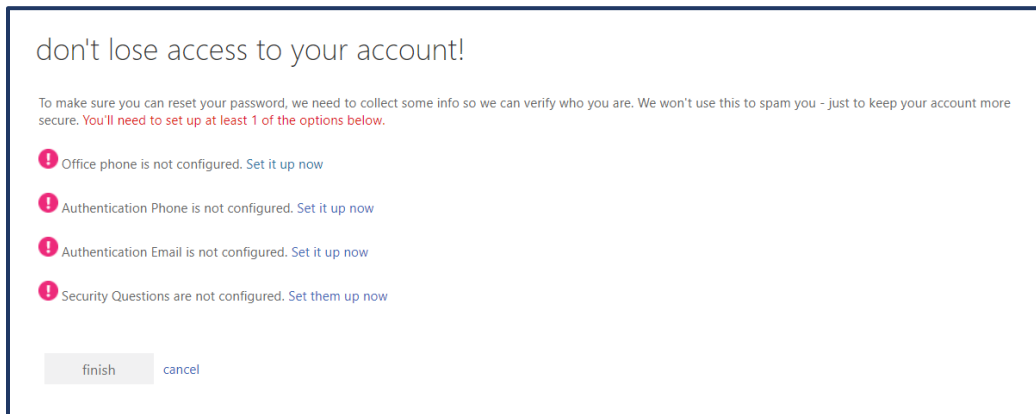 don't lose access to your account!
To make sure you can reset your password, we need to collect some info so we can verify who you are. We won't use this to spam you - just to keep your account more
secure. You'll need to set up at least 1 of the options below.
! Office phone is not configured. Set it up now
! Authentication Phone is not configured. Set it up now
! Authentication Email is not configured. Set it up now
! Security Questions are not configured. Set them up now
finish cancel